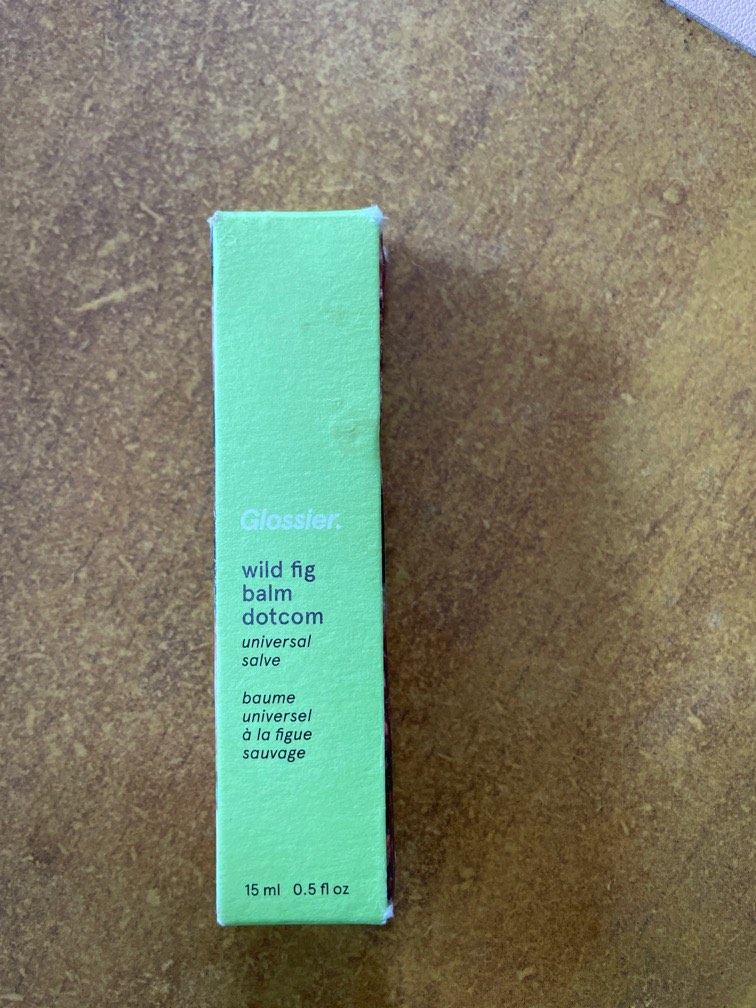 Glossier.
wild fig
balm
dotcom
universal
salve
baume
universel
à la figue
sauvage
15 ml 0.5 fl oz